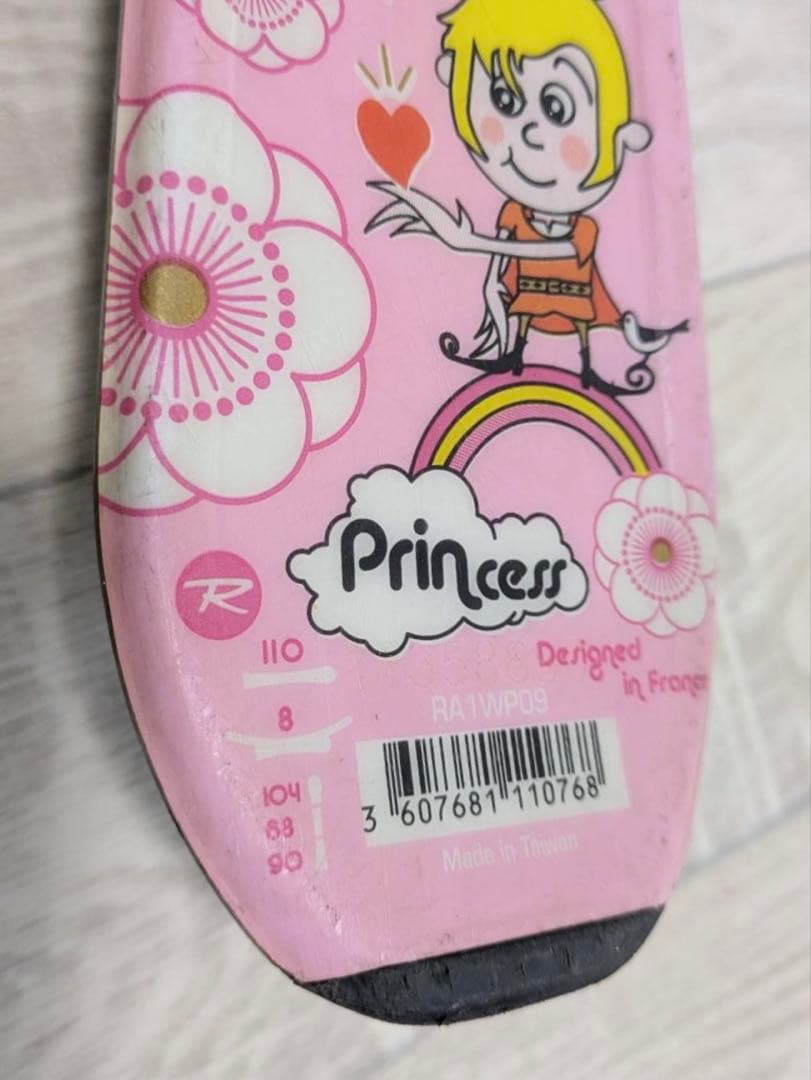 Princess
R
110
8
104
68
90
Designed
in France
RA1WP09
3 607681 110768
Made in Taiwan